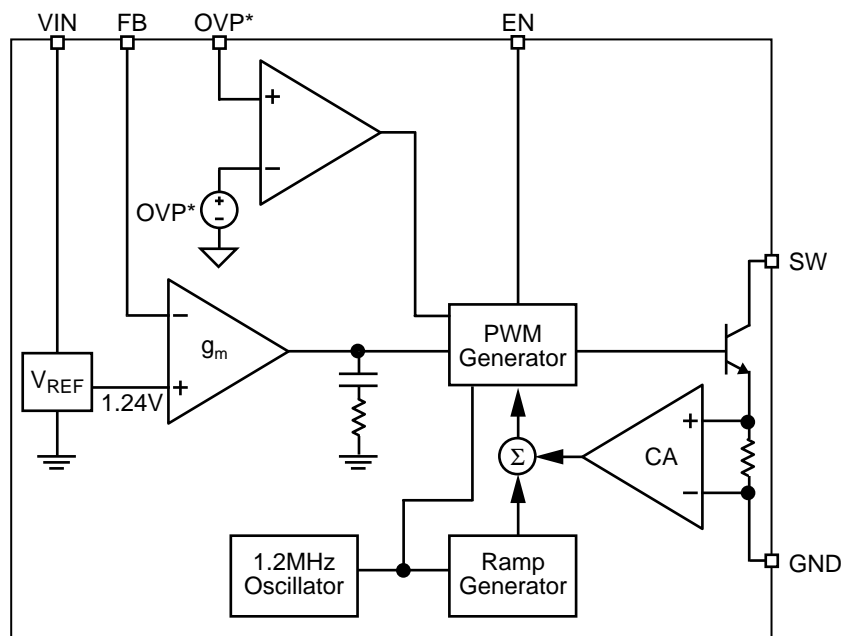 VIN FB OVP* EN
+
−
OVP*
+
−
SW
−
gm
+
VREF
1.24V
PWM
Generator
+
CA
−
Σ
1.2MHz
Oscillator
Ramp
Generator
GND